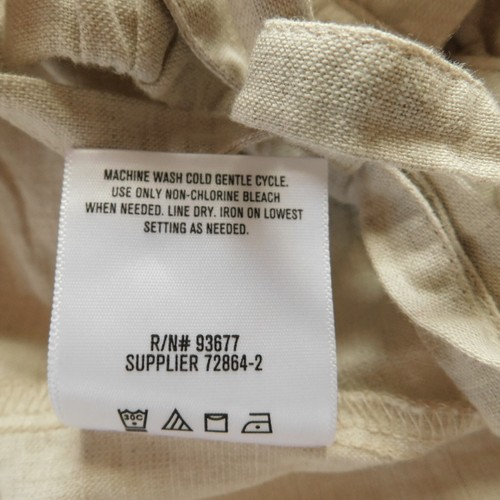 MACHINE WASH COLD GENTLE CYCLE.
USE ONLY NON-CHLORINE BLEACH
WHEN NEEDED. LINE DRY. IRON ON LOWEST
SETTING AS NEEDED.
R/N# 93677
SUPPLIER 72864-2
30C